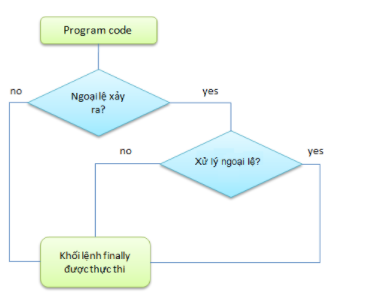 Program code
no
Ngoại lệ xảy
ra?
yes
no
Xử lý ngoại lệ?
yes
Khối lệnh finally
được thực thi